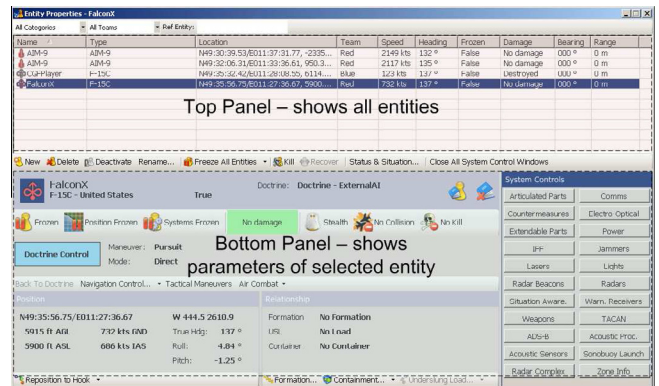 Entity Properties - FalconX
All Categories All Teams Ref Entity:
Name Type Location Team Speed Heading Frozen Damage Bearing Range
AIM-9 AIM-9 N49:30:39.53/E011:37:31.77, -2335... Red 2149 kts 132 º False No damage 000 º 0 m
AIM-9 AIM-9 N49:32:06.31/E011:33:36.61, 950.3... Red 2117 kts 135 º False No damage 000 º 0 m
CGFPlayer F-15C N49:35:32.42/E011:28:08.55, 6114.... Blue 123 kts 137 º False Destroyed 000 º 0 m
FalconX F-15C N49:35:56.75/E011:27:36.67, 5900.... Red 732 kts 137 º False No damage 000 º 0 m
Top Panel – shows all entities
New Delete Deactivate Rename... Freeze All Entities Kill Recover Status & Situation... Close All System Control Windows
FalconX
F-15C - United States True Doctrine: Doctrine - ExternalAI
Frozen Position Frozen Systems Frozen No damage Stealth No Collision No Kill
Doctrine Control
Maneuver: Pursuit
Mode: Direct
Bottom Panel – shows
parameters of selected entity
Back To Doctrine Navigation Control... Tactical Maneuvers Air Combat
Position Relationship
N49:35:56.75/E011:27:36.67 W 444.5 2610.9 Formation No Formation
5915 ft AGL 732 kts GND True Hdg: 137 º USL No Load
5900 ft ASL 686 kts IAS Roll: 4.84 º Container No Container
Pitch: -1.25 º
Reposition to Hook Formation... Containment... Underslung Load...
System Controls
Articulated Parts Comms
Countermeasures Electro Optical
Extendable Parts Power
IFF Jammers
Lasers Lights
Radar Beacons Radars
Situation Aware. Warn. Receivers
Weapons TACAN
ADS-B Acoustic Proc.
Acoustic Sensors Sonobuoy Launch
Radar Complex Zone Info